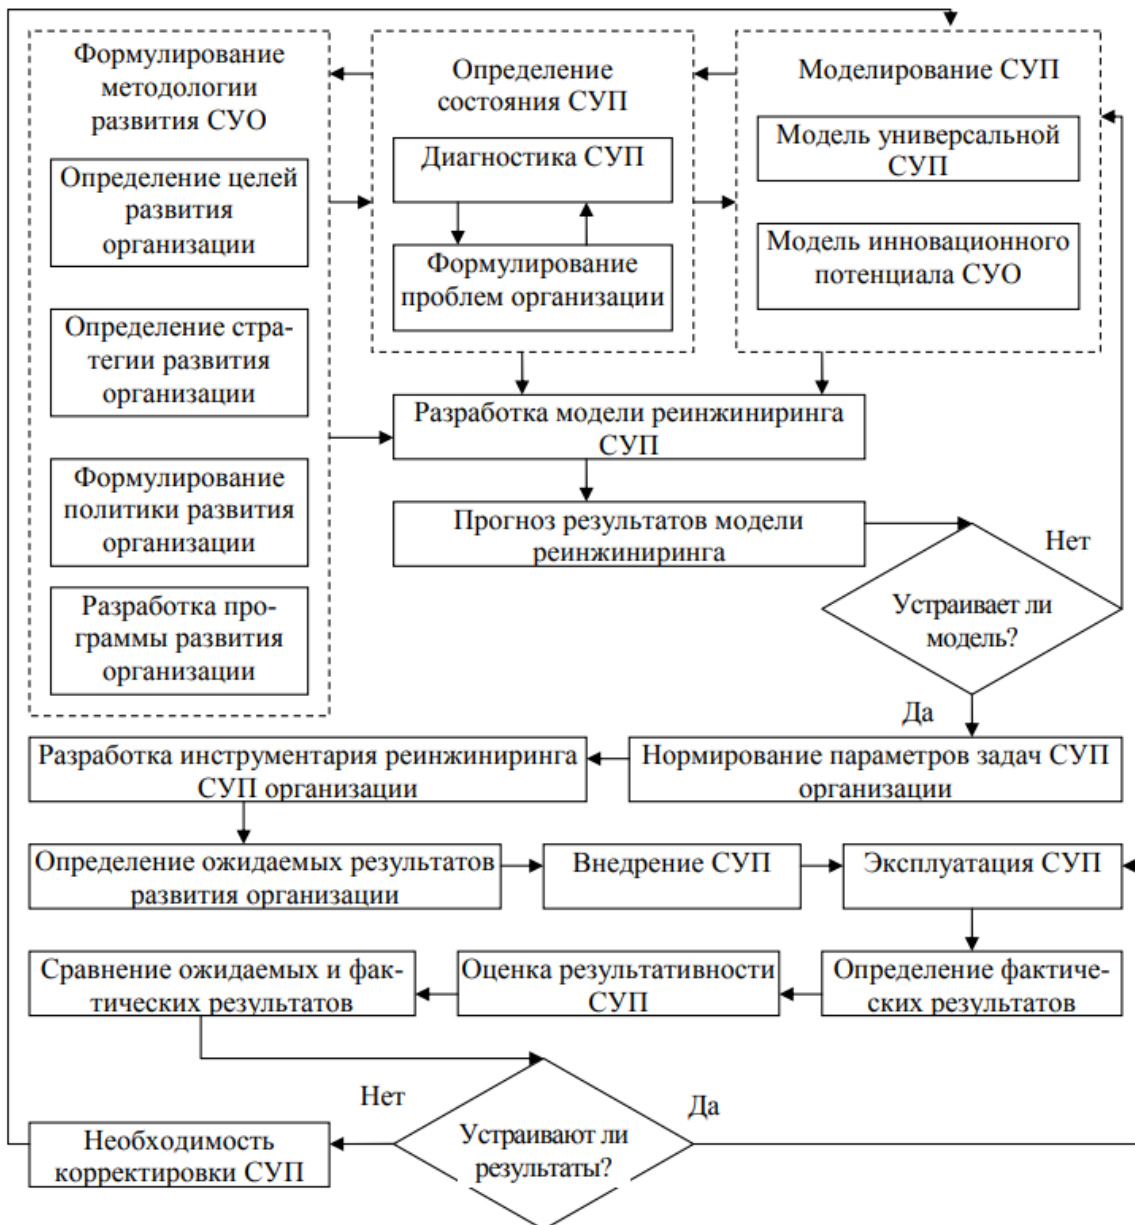 Формулирование
методологии
развития СУО
Определение целей
развития
организации
Определение стра-
тегии развития
организации
Формулирование
политики развития
организации
Разработка про-
граммы развития
организации
Определение
состояния СУП
Диагностика СУП
Формулирование
проблем организации
Моделирование СУП
Модель универсальной
СУП
Модель инновационного
потенциала СУО
Разработка модели реинжиниринга
СУП
Прогноз результатов модели
реинжиниринга
Устраивает ли
модель?
Нет
Да
Нормирование параметров задач СУП
организации
Разработка инструментария реинжиниринга
СУП организации
Определение ожидаемых результатов
развития организации
Внедрение СУП
Эксплуатация СУП
Определение фактиче-
ских результатов
Оценка результативности
СУП
Сравнение ожидаемых и фак-
тических результатов
Устраивают ли
результаты?
Нет
Да
Необходимость
корректировки СУП